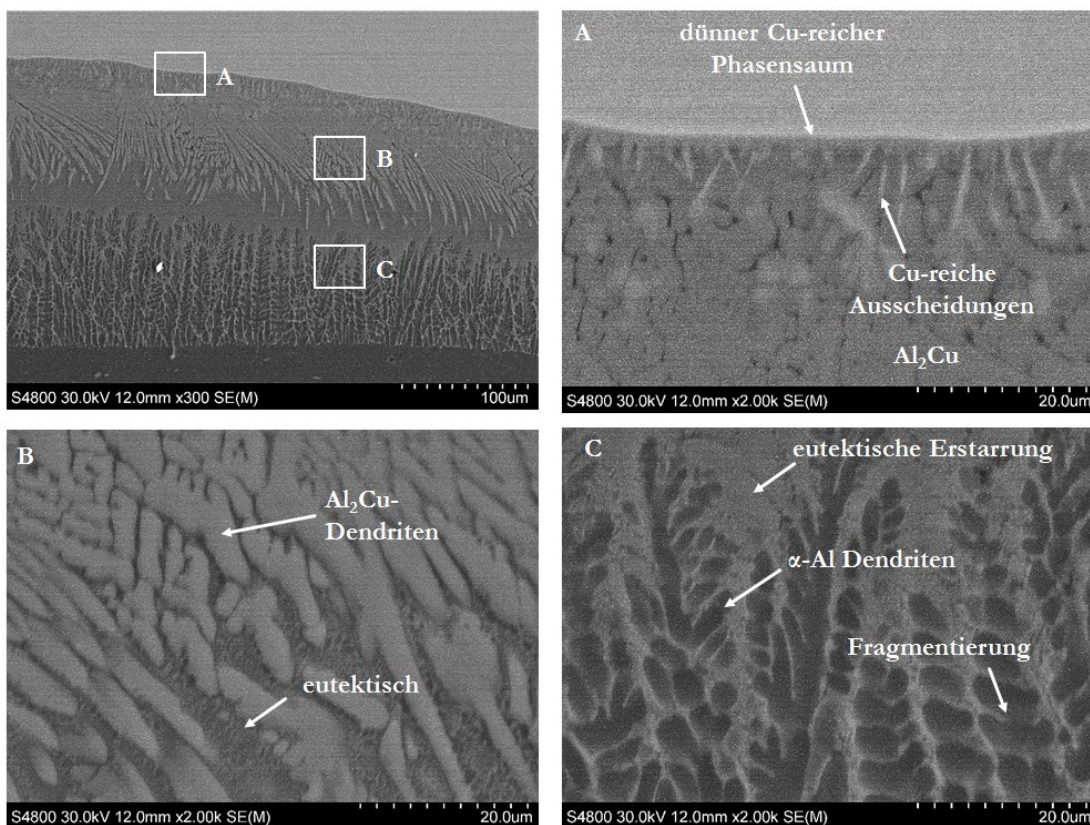 A
B
C
S4800 30.0kV 12.0mm x300 SE(M)
100um
A
dünner Cu-reicher
Phasensaum
Cu-reiche
Ausscheidungen
Al₂Cu
S4800 30.0kV 12.0mm x2.00k SE(M)
20.0um
B
Al₂Cu-
Dendriten
eutektisch
S4800 30.0kV 12.0mm x2.00k SE(M)
20.0um
C
eutektische Erstarrung
α-Al Dendriten
Fragmentierung
S4800 30.0kV 12.0mm x2.00k SE(M)
20.0um